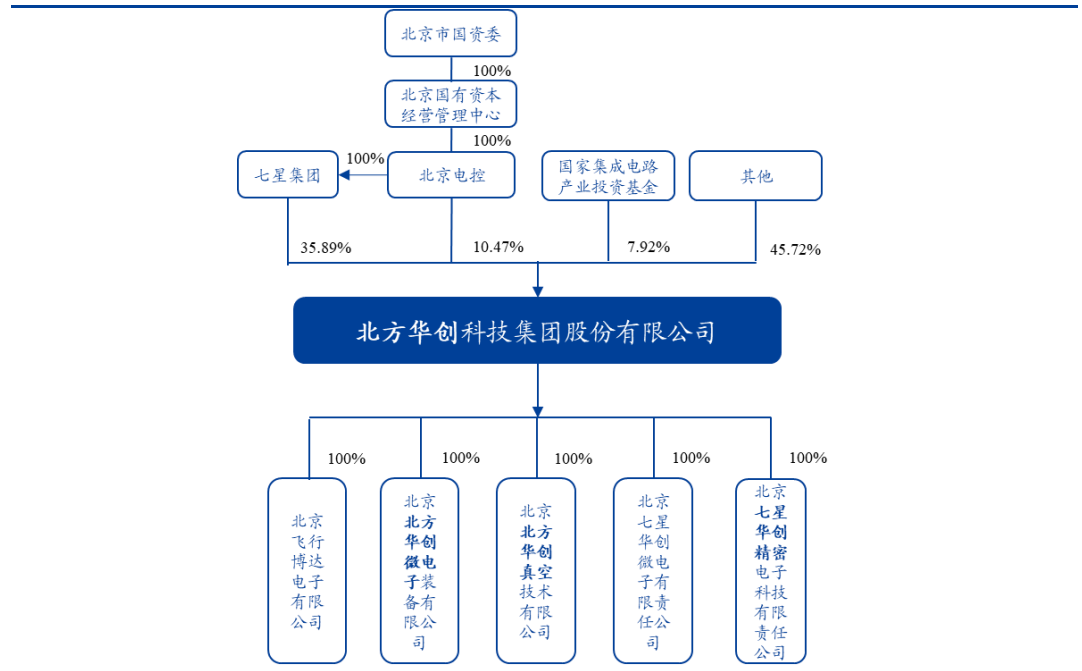 北京市国资委
100%
北京国有资本
经营管理中心
100%
100%
七星集团
北京电控
国家集成电路
产业投资基金
其他
35.89%
10.47%
7.92%
45.72%
北方华创科技集团股份有限公司
100%
100%
100%
100%
100%
北京
飞行
博达
电子
有限
公司
北京
北方
华创
微电
子装
备有
限公
司
北京
北方
华创
真空
技术
有限
公司
北京
七星
华创
微电
子有
限责
任公
司
北京
七星
华创
精密
电子
科技
有限
责任
公司